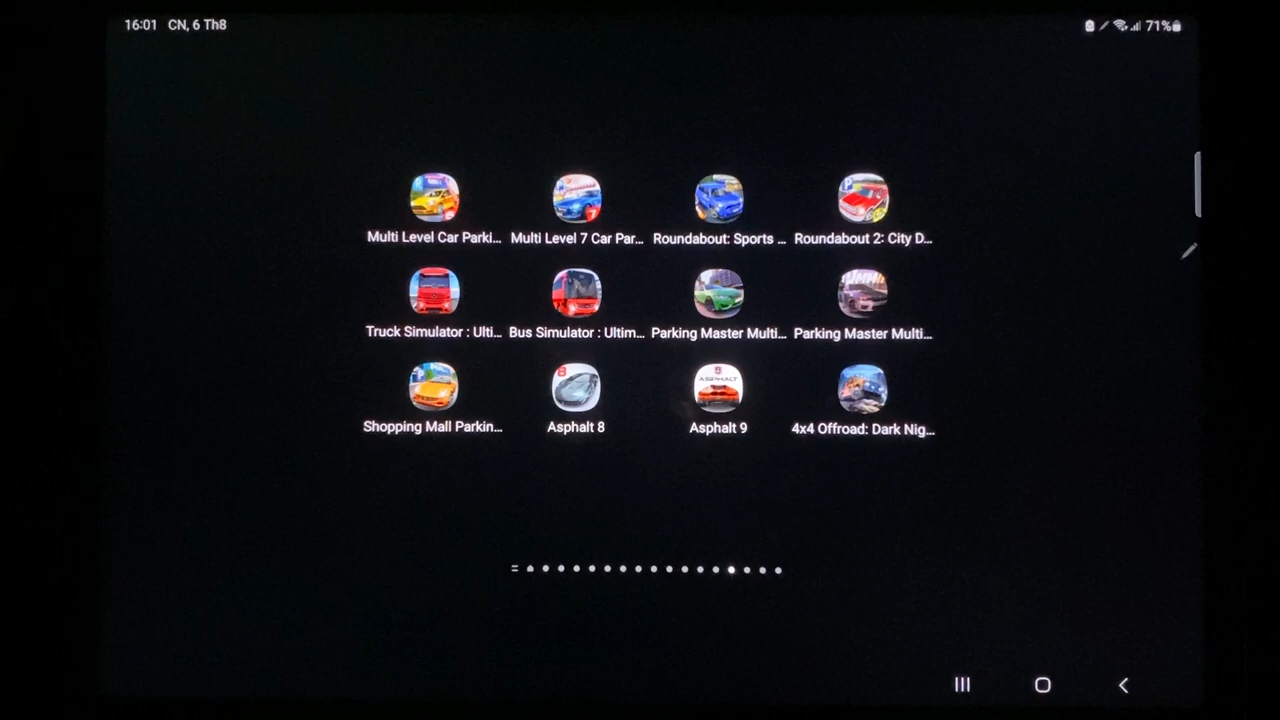 16:01 CN, 6 Th8
71%
Multi Level Car Parki... Multi Level 7 Car Par... Roundabout: Sports ... Roundabout 2: City D...
Truck Simulator : Ulti... Bus Simulator : Ultim... Parking Master Multi... Parking Master Multi...
Shopping Mall Parkin... Asphalt 8 Asphalt 9 4x4 Offroad: Dark Nig...